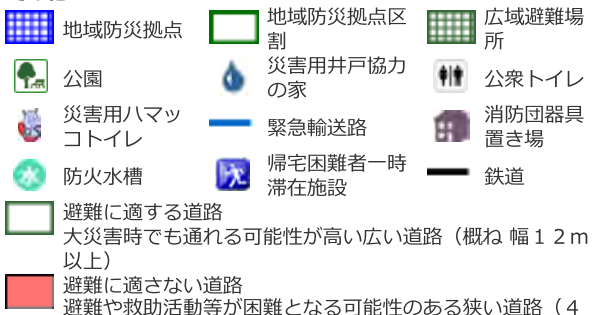 地域防災拠点
地域防災拠点区
割
広域避難場
所
公園
災害用井戸協力
の家
公衆トイレ
災害用ハマッ
コトイレ
緊急輸送路
消防団器具
置き場
防火水槽
帰宅困難者一時
滞在施設
鉄道
避難に適する道路
大災害時でも通れる可能性が高い広い道路（概ね 幅１２ｍ
以上）
避難に適さない道路
避難や救助活動等が困難となる可能性のある狭い道路（４